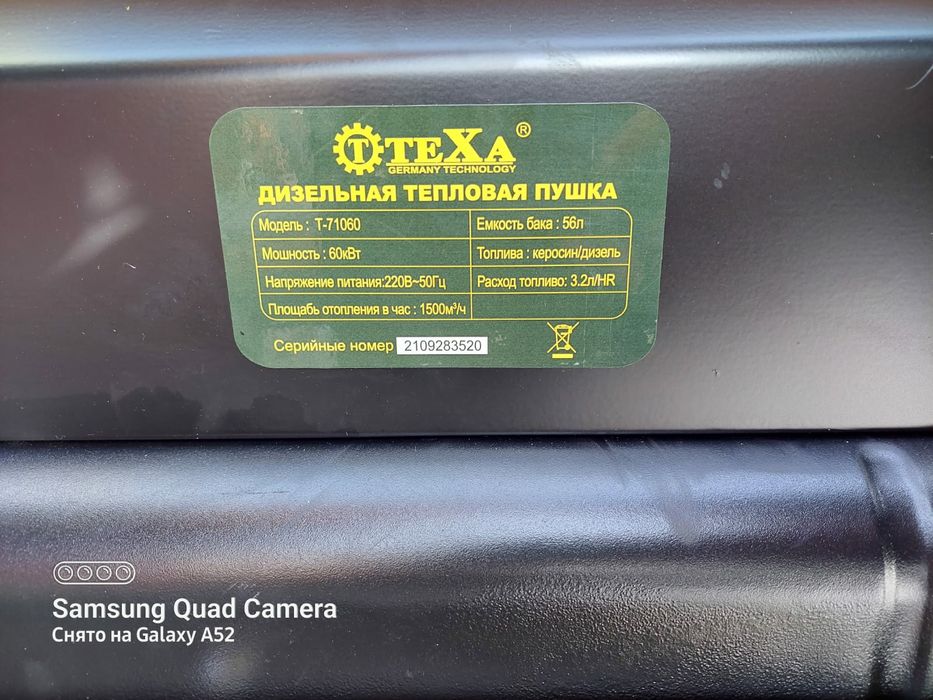 TEXA®
GERMANY TECHNOLOGY
ДИЗЕЛЬНАЯ ТЕПЛОВАЯ ПУШКА
Модель : Т-71060
Емкость бака : 56л
Мощность : 60кВт
Топлива : керосин/дизель
Напряжение питания:220В~50Гц
Расход топливо: 3.2л/HR
Площабь отопления в час : 1500м³/ч
Серийные номер 2109283520
Samsung Quad Camera
Снято на Galaxy A52